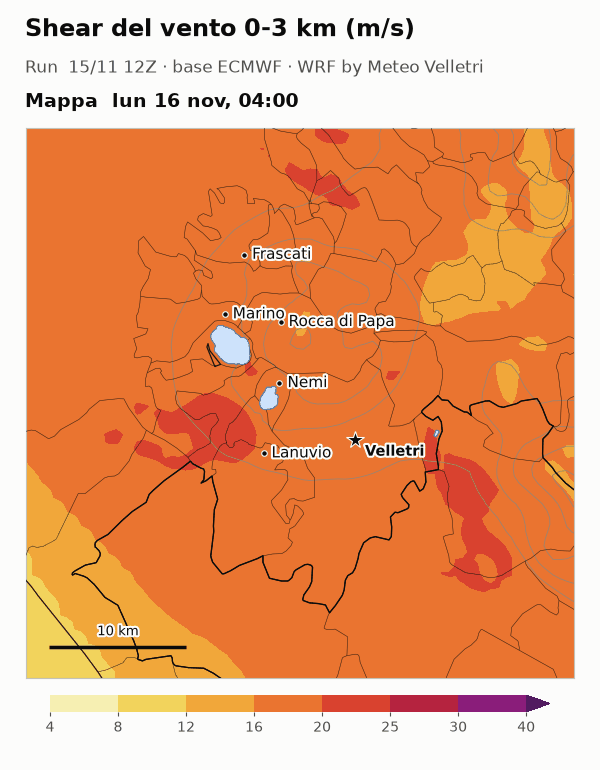 Shear del vento 0-3 km (m/s)
Run  15/11 12Z · base ECMWF · WRF by Meteo Velletri
Mappa  lun 16 nov, 04:00
Frascati
Marino
Rocca di Papa
Nemi
Velletri
Lanuvio
10 km
4 8 12 16 20 25 30 40